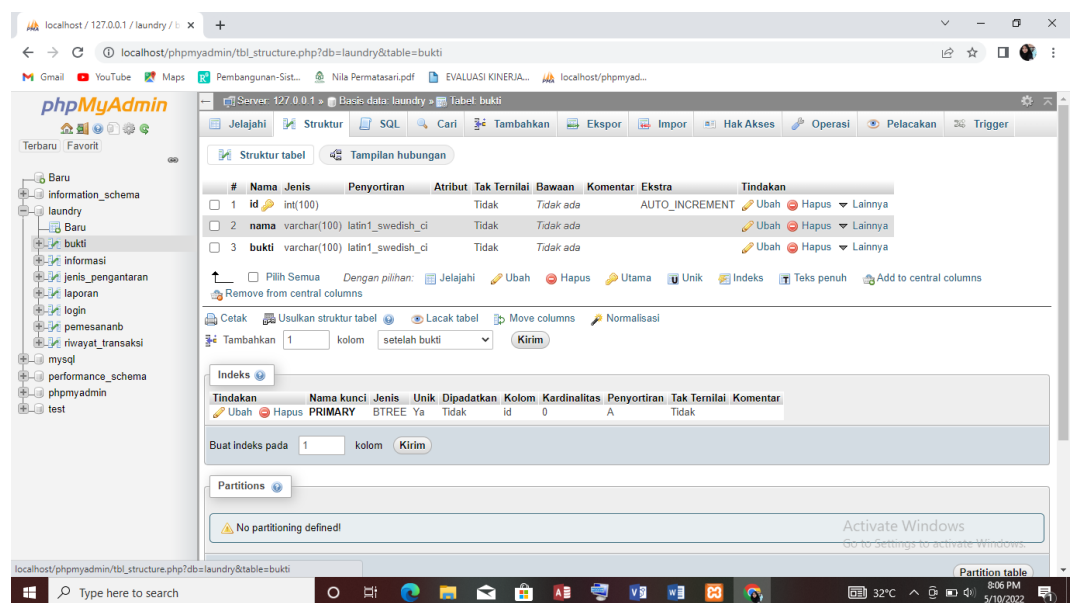 localhost / 127.0.0.1 / laundry / b
localhost/phpmyadmin/tbl_structure.php?db=laundry&table=bukti
Gmail YouTube Maps Pembangunan-Sist... Nila Permatasari.pdf EVALUASI KINERJA... localhost/phpmyad...
phpMyAdmin
Terbaru Favorit
Baru
information_schema
laundry
Baru
bukti
informasi
jenis_pengantaran
laporan
login
pemesananb
riwayat_transaksi
mysql
performance_schema
phpmyadmin
test
Server: 127.0.0.1 » Basis data: laundry » Tabel: bukti
Jelajahi Struktur SQL Cari Tambahkan Ekspor Impor Hak Akses Operasi Pelacakan Trigger
Struktur tabel Tampilan hubungan
# Nama Jenis Penyortiran Atribut Tak Ternilai Bawaan Komentar Ekstra Tindakan
1 id int(100) Tidak Tidak ada AUTO_INCREMENT Ubah Hapus Lainnya
2 nama varchar(100) latin1_swedish_ci Tidak Tidak ada Ubah Hapus Lainnya
3 bukti varchar(100) latin1_swedish_ci Tidak Tidak ada Ubah Hapus Lainnya
Pilih Semua Dengan pilihan: Jelajahi Ubah Hapus Utama Unik Indeks Teks penuh Add to central columns
Remove from central columns
Cetak Usulkan struktur tabel Lacak tabel Move columns Normalisasi
Tambahkan 1 kolom setelah bukti Kirim
Indeks
Tindakan Nama kunci Jenis Unik Dipadatkan Kolom Kardinalitas Penyortiran Tak Ternilai Komentar
Ubah Hapus PRIMARY BTREE Ya Tidak id 0 A Tidak
Buat indeks pada 1 kolom Kirim
Partitions
No partitioning defined!
Activate Windows
Go to Settings to activate Windows.
Partition table
localhost/phpmyadmin/tbl_structure.php?db=laundry&table=bukti
Type here to search
32°C
8:06 PM
5/10/2022